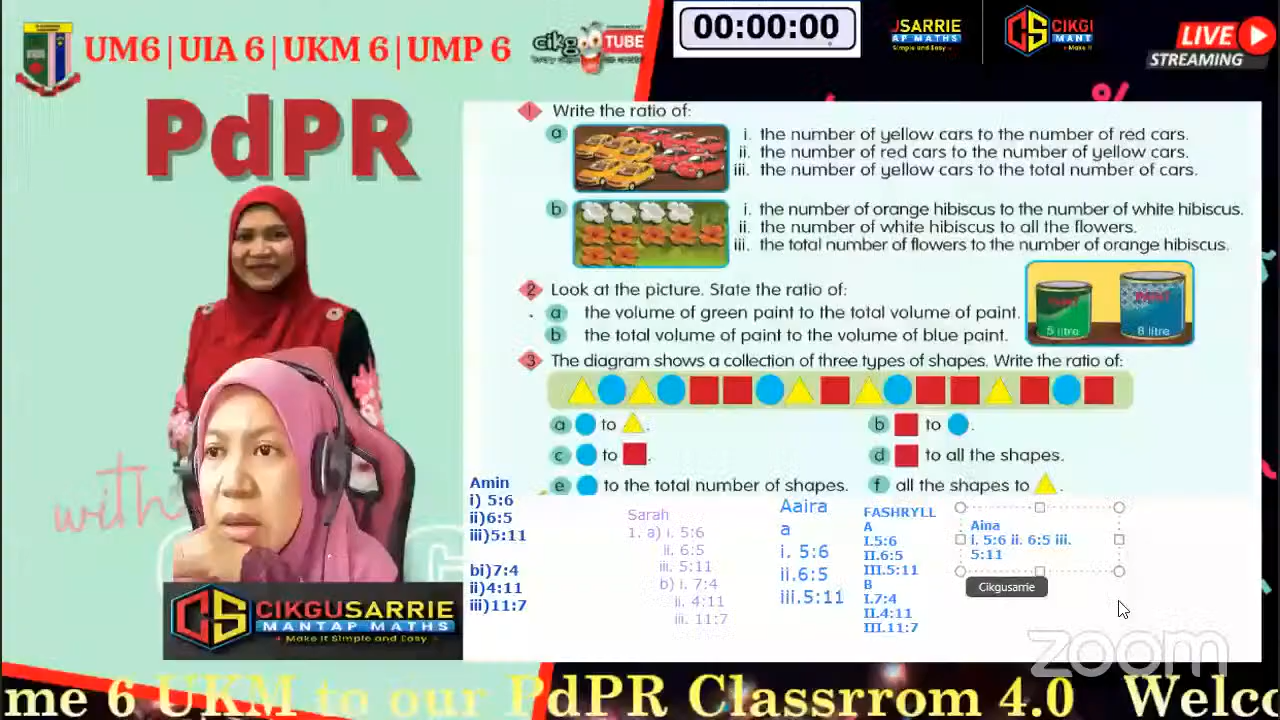 UM6 | UIA 6 | UKM 6 | UMP 6
cikgooTUBE
00:00:00
JSARRIE
AP MATHS
Simple and Easy
CIKGI
MANT
Make It
LIVE
STREAMING
%
PdPR
with
1 Write the ratio of:
a i. the number of yellow cars to the number of red cars.
ii. the number of red cars to the number of yellow cars.
iii. the number of yellow cars to the total number of cars.
b i. the number of orange hibiscus to the number of white hibiscus.
ii. the number of white hibiscus to all the flowers.
iii. the total number of flowers to the number of orange hibiscus.
2 Look at the picture. State the ratio of:
a the volume of green paint to the total volume of paint.
b the total volume of paint to the volume of blue paint.
5 litre
8 litre
3 The diagram shows a collection of three types of shapes. Write the ratio of:
a to .
b to .
c to .
d to all the shapes.
e to the total number of shapes.
f all the shapes to .
Amin
i) 5:6
ii)6:5
iii)5:11
bi)7:4
ii)4:11
iii)11:7
Sarah
1. a) i. 5:6
ii. 6:5
iii. 5:11
b) i. 7:4
ii. 4:11
iii. 11:7
Aaira
a
i. 5:6
ii.6:5
iii.5:11
FASHRYLL
A
I.5:6
II.6:5
III.5:11
B
I.7:4
II.4:11
III.11:7
Aina
i. 5:6 ii. 6:5 iii.
5:11
Cikgusarrie
CIKGUSARRIE
MANTAP MATHS
Make It Simple and Easy
zoom
me 6 UKM to our PdPR Classrrom 4.0 Welco